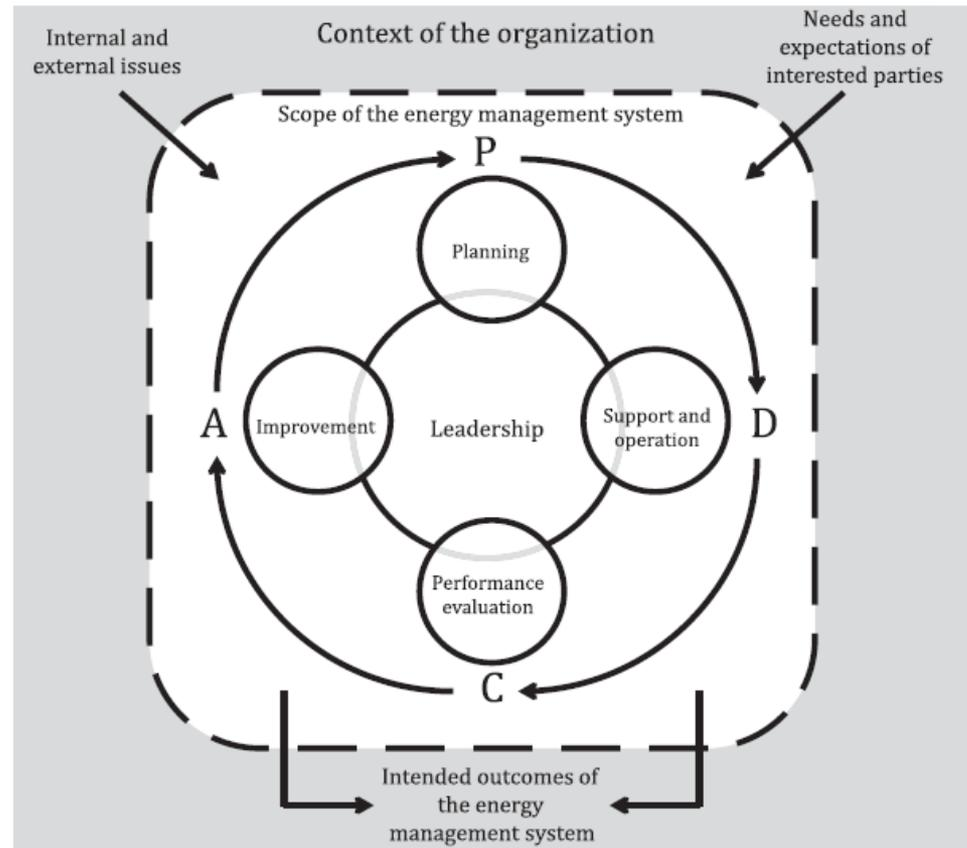 Internal and
external issues
Context of the organization
Needs and
expectations of
interested parties
Scope of the energy management system
P
Planning
A
Improvement
Leadership
Support and
operation
D
Performance
evaluation
C
Intended outcomes of
the energy
management system